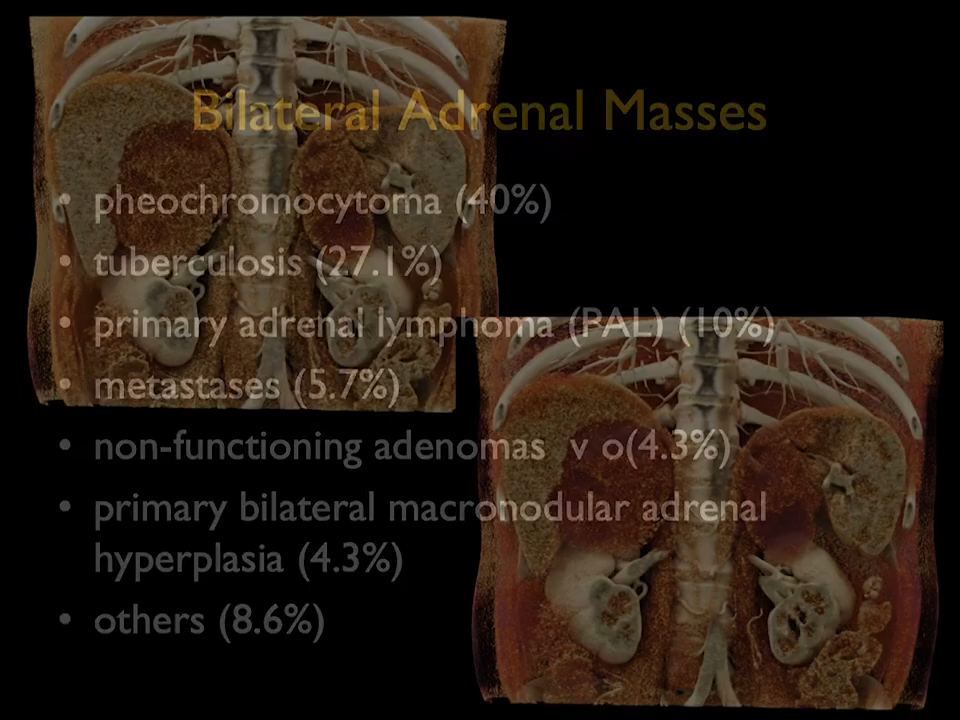 Bilateral Adrenal Masses
• pheochromocytoma (40%)
• tuberculosis (27.1%)
• primary adrenal lymphoma (PAL) (10%)
• metastases (5.7%)
• non-functioning adenomas v o(4.3%)
• primary bilateral macronodular adrenal
hyperplasia (4.3%)
• others (8.6%)